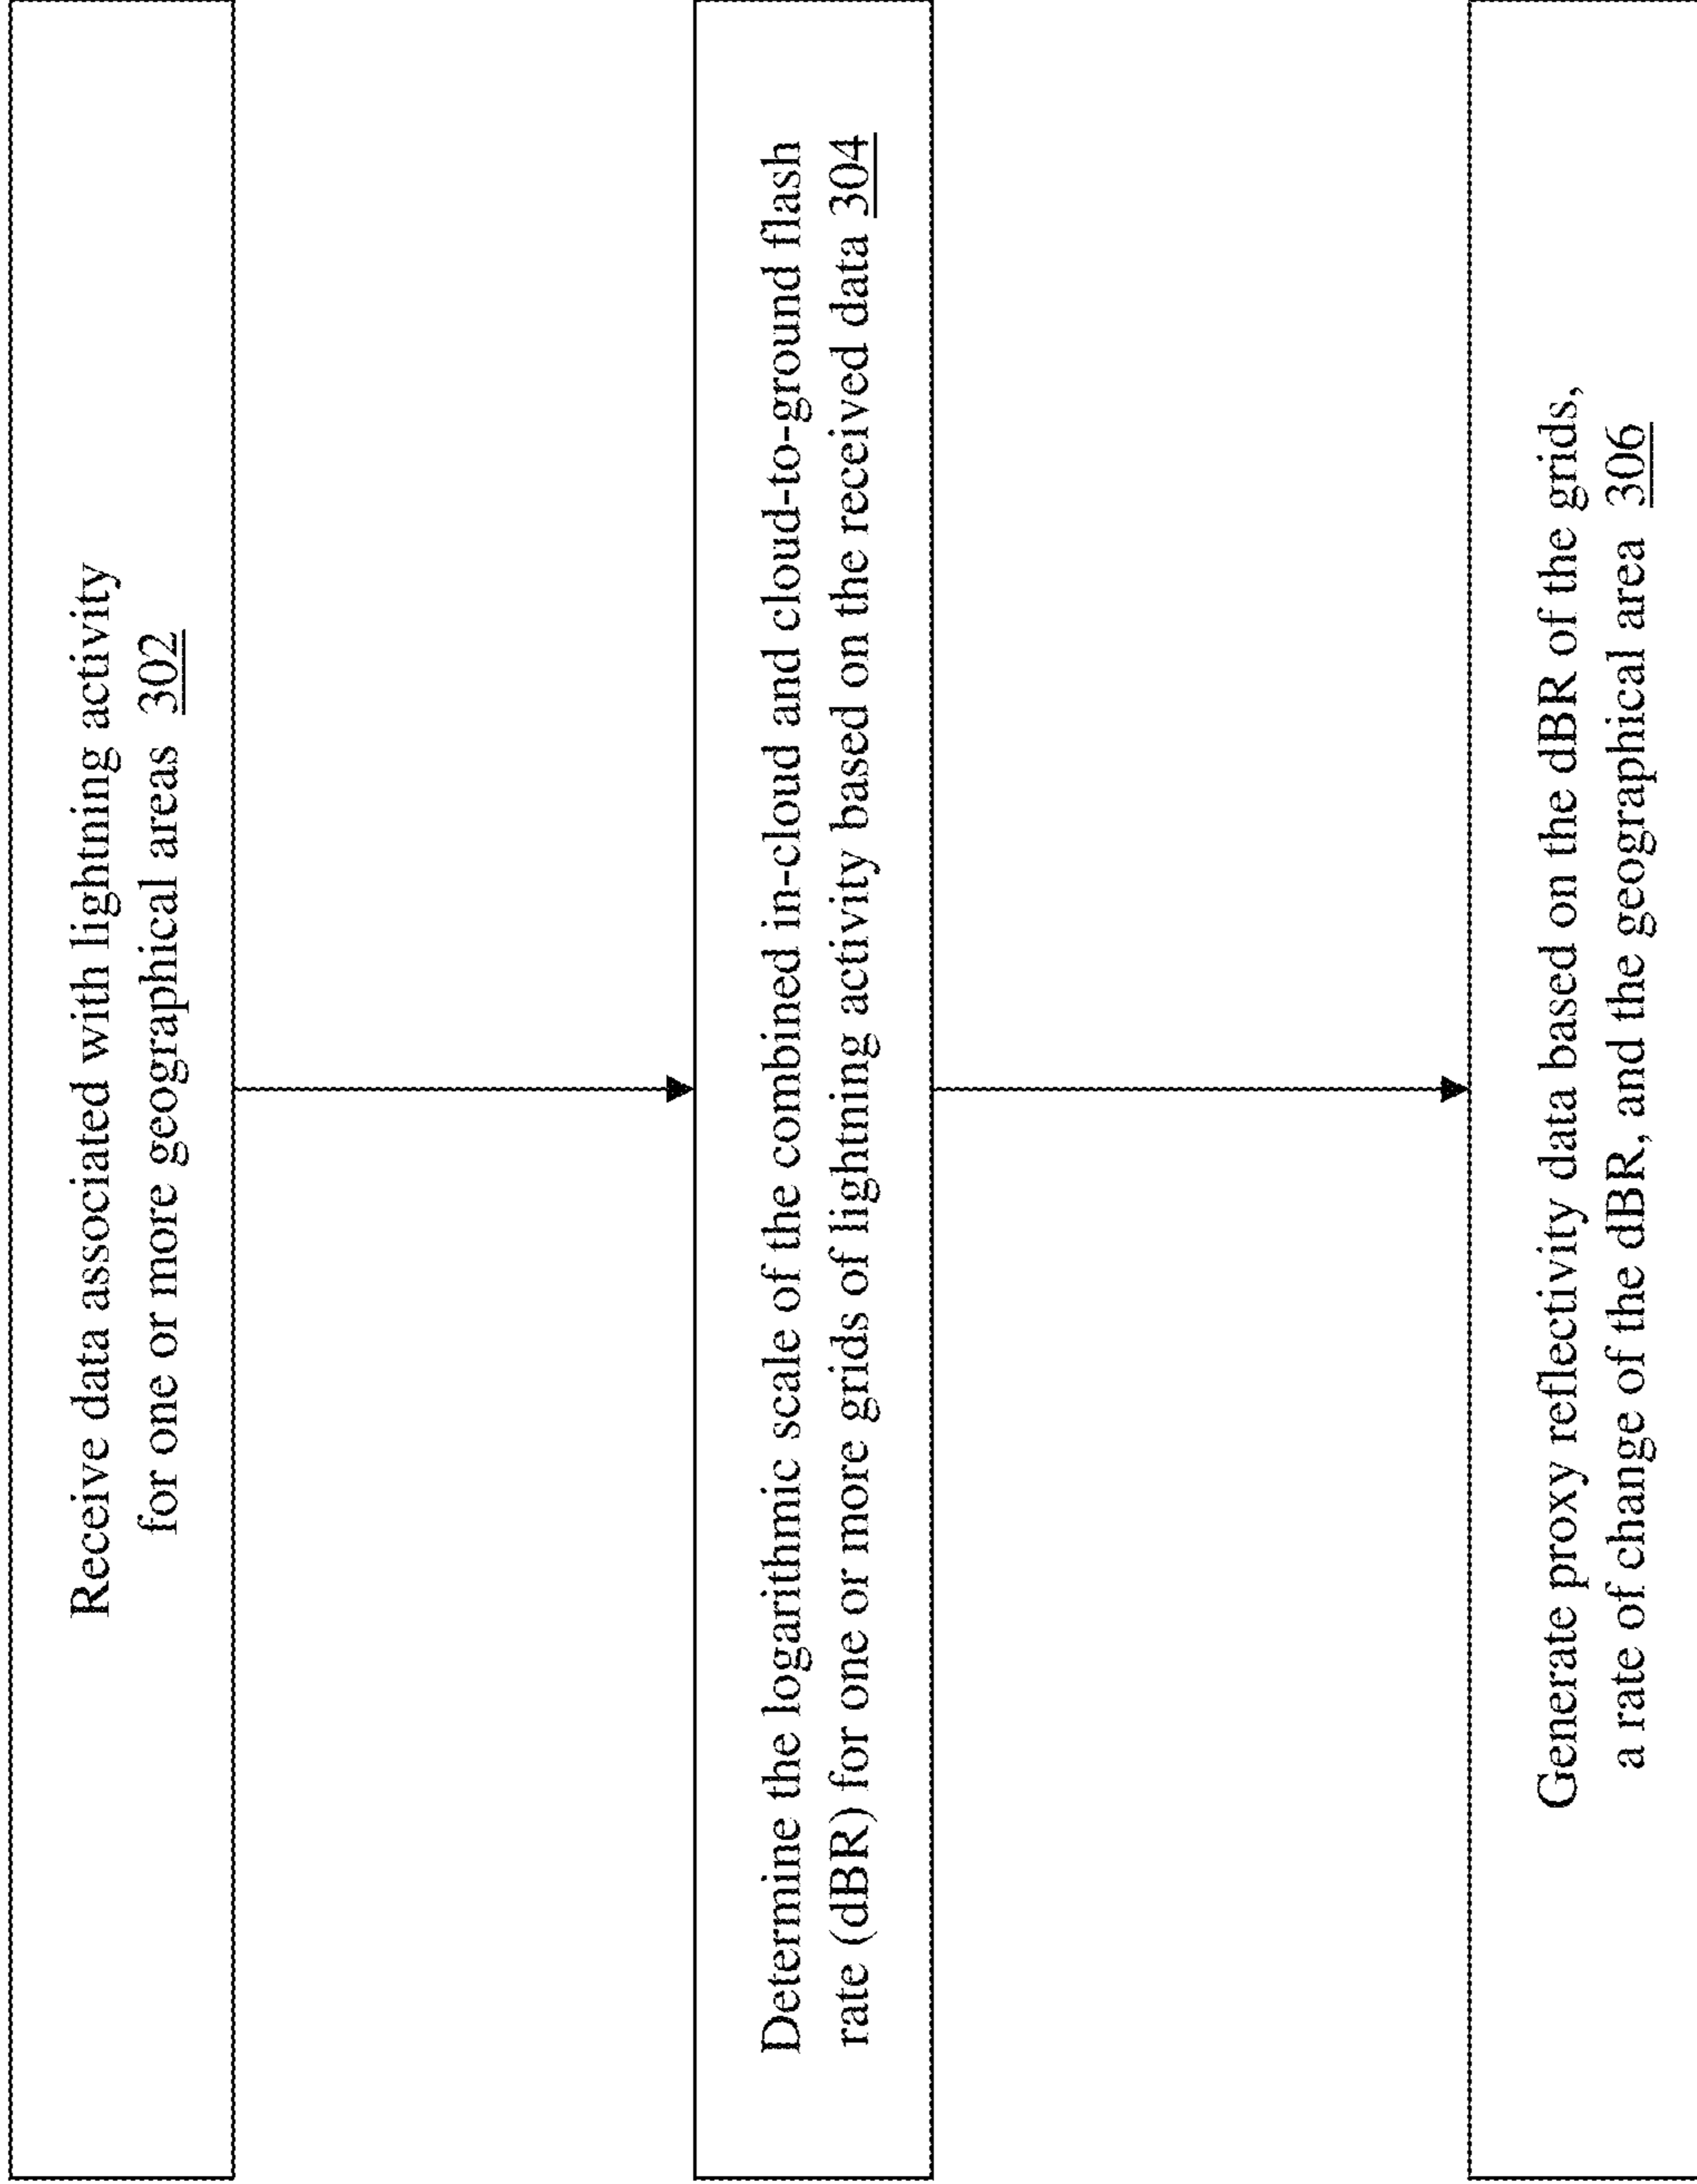 Receive data associated with lightning activity
for one or more geographical areas 302
Determine the logarithmic scale of the combined in-cloud and cloud-to-ground flash
rate (dBR) for one or more grids of lightning activity based on the received data 304
Generate proxy reflectivity data based on the dBR of the grids,
a rate of change of the dBR, and the geographical area 306